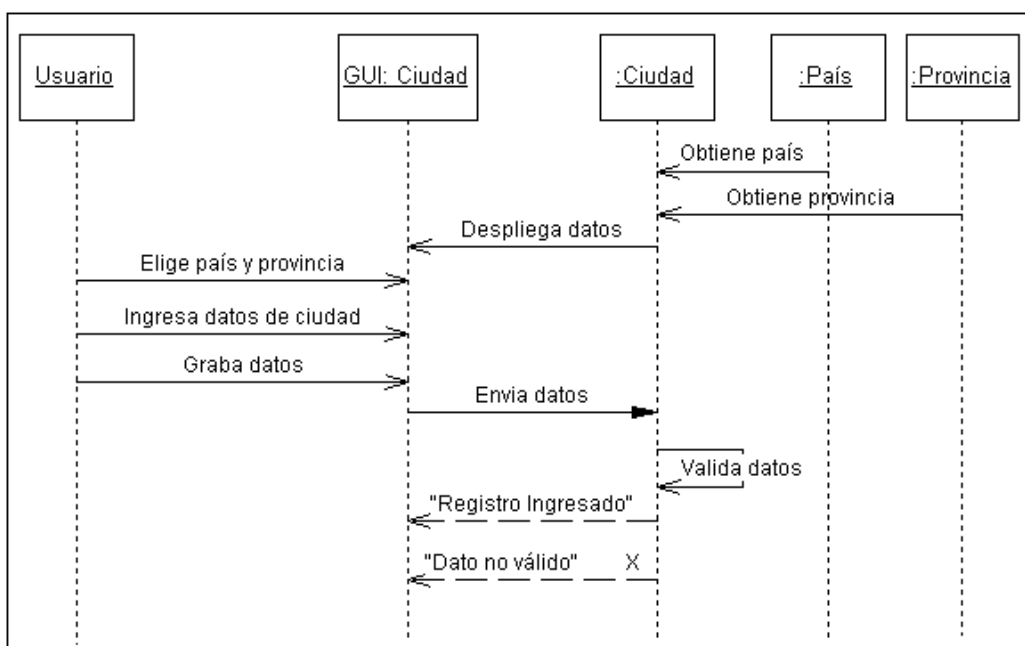 Usuario
GUI: Ciudad
:Ciudad
:País
:Provincia
Obtiene país
Obtiene provincia
Despliega datos
Elige país y provincia
Ingresa datos de ciudad
Graba datos
Envia datos
Valida datos
"Registro Ingresado"
"Dato no válido" X